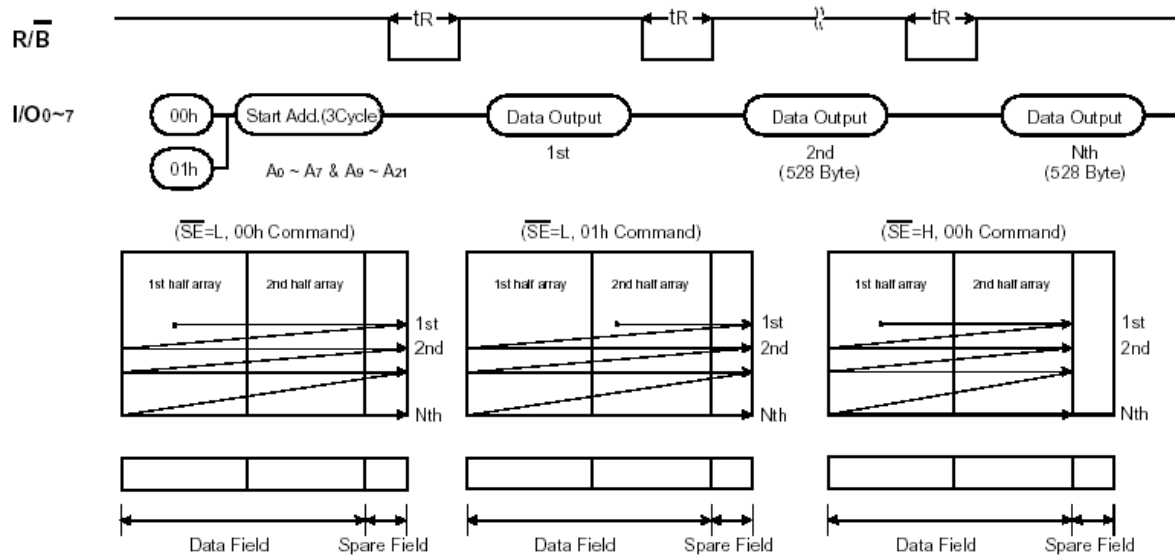 tR tR tR
R/B̅
I/O0~7
00h Start Add.(3Cycle Data Output Data Output Data Output
01h A0 ~ A7 & A9 ~ A21 1st 2nd Nth
(528 Byte) (528 Byte)
(S̅E̅=L, 00h Command) (S̅E̅=L, 01h Command) (S̅E̅=H, 00h Command)
1st half array 2nd half array 1st half array 2nd half array 1st half array 2nd half array
1st 1st 1st
2nd 2nd 2nd
Nth Nth Nth
Data Field Spare Field Data Field Spare Field Data Field Spare Field